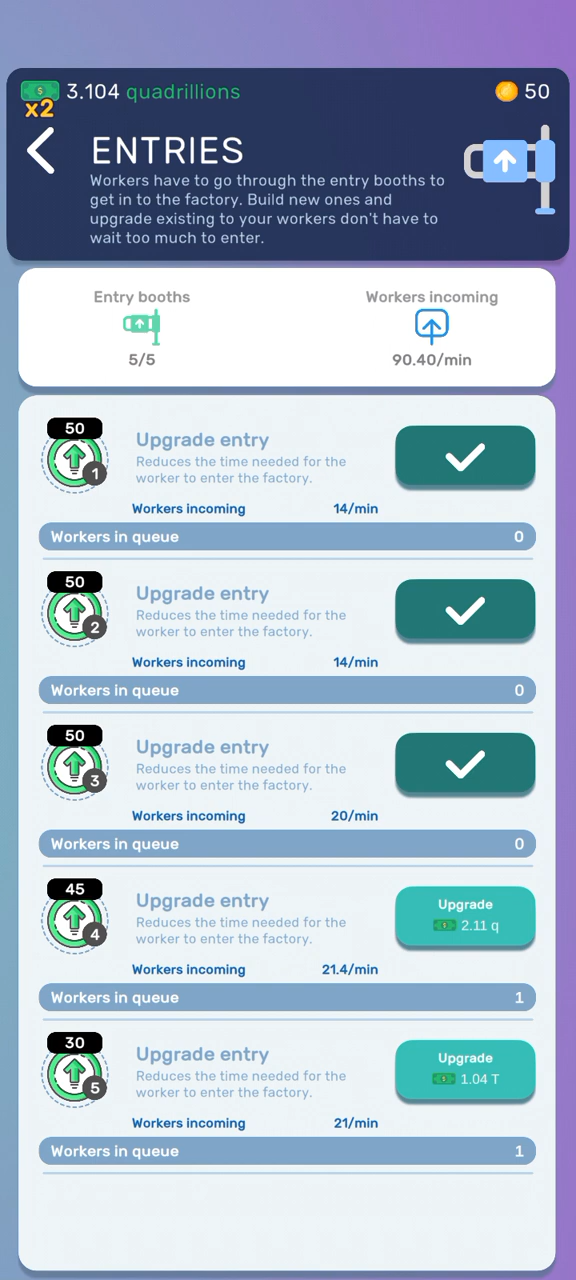 3.104 quadrillions
50
x2
ENTRIES
Workers have to go through the entry booths to
get in to the factory. Build new ones and
upgrade existing to your workers don't have to
wait too much to enter.
Entry booths
Workers incoming
5/5
90.40/min
50
1
Upgrade entry
Reduces the time needed for the
worker to enter the factory.
Workers incoming 14/min
Workers in queue 0
50
2
Upgrade entry
Reduces the time needed for the
worker to enter the factory.
Workers incoming 14/min
Workers in queue 0
50
3
Upgrade entry
Reduces the time needed for the
worker to enter the factory.
Workers incoming 20/min
Workers in queue 0
45
4
Upgrade entry
Reduces the time needed for the
worker to enter the factory.
Upgrade
2.11 q
Workers incoming 21.4/min
Workers in queue 1
30
5
Upgrade entry
Reduces the time needed for the
worker to enter the factory.
Upgrade
1.04 T
Workers incoming 21/min
Workers in queue 1